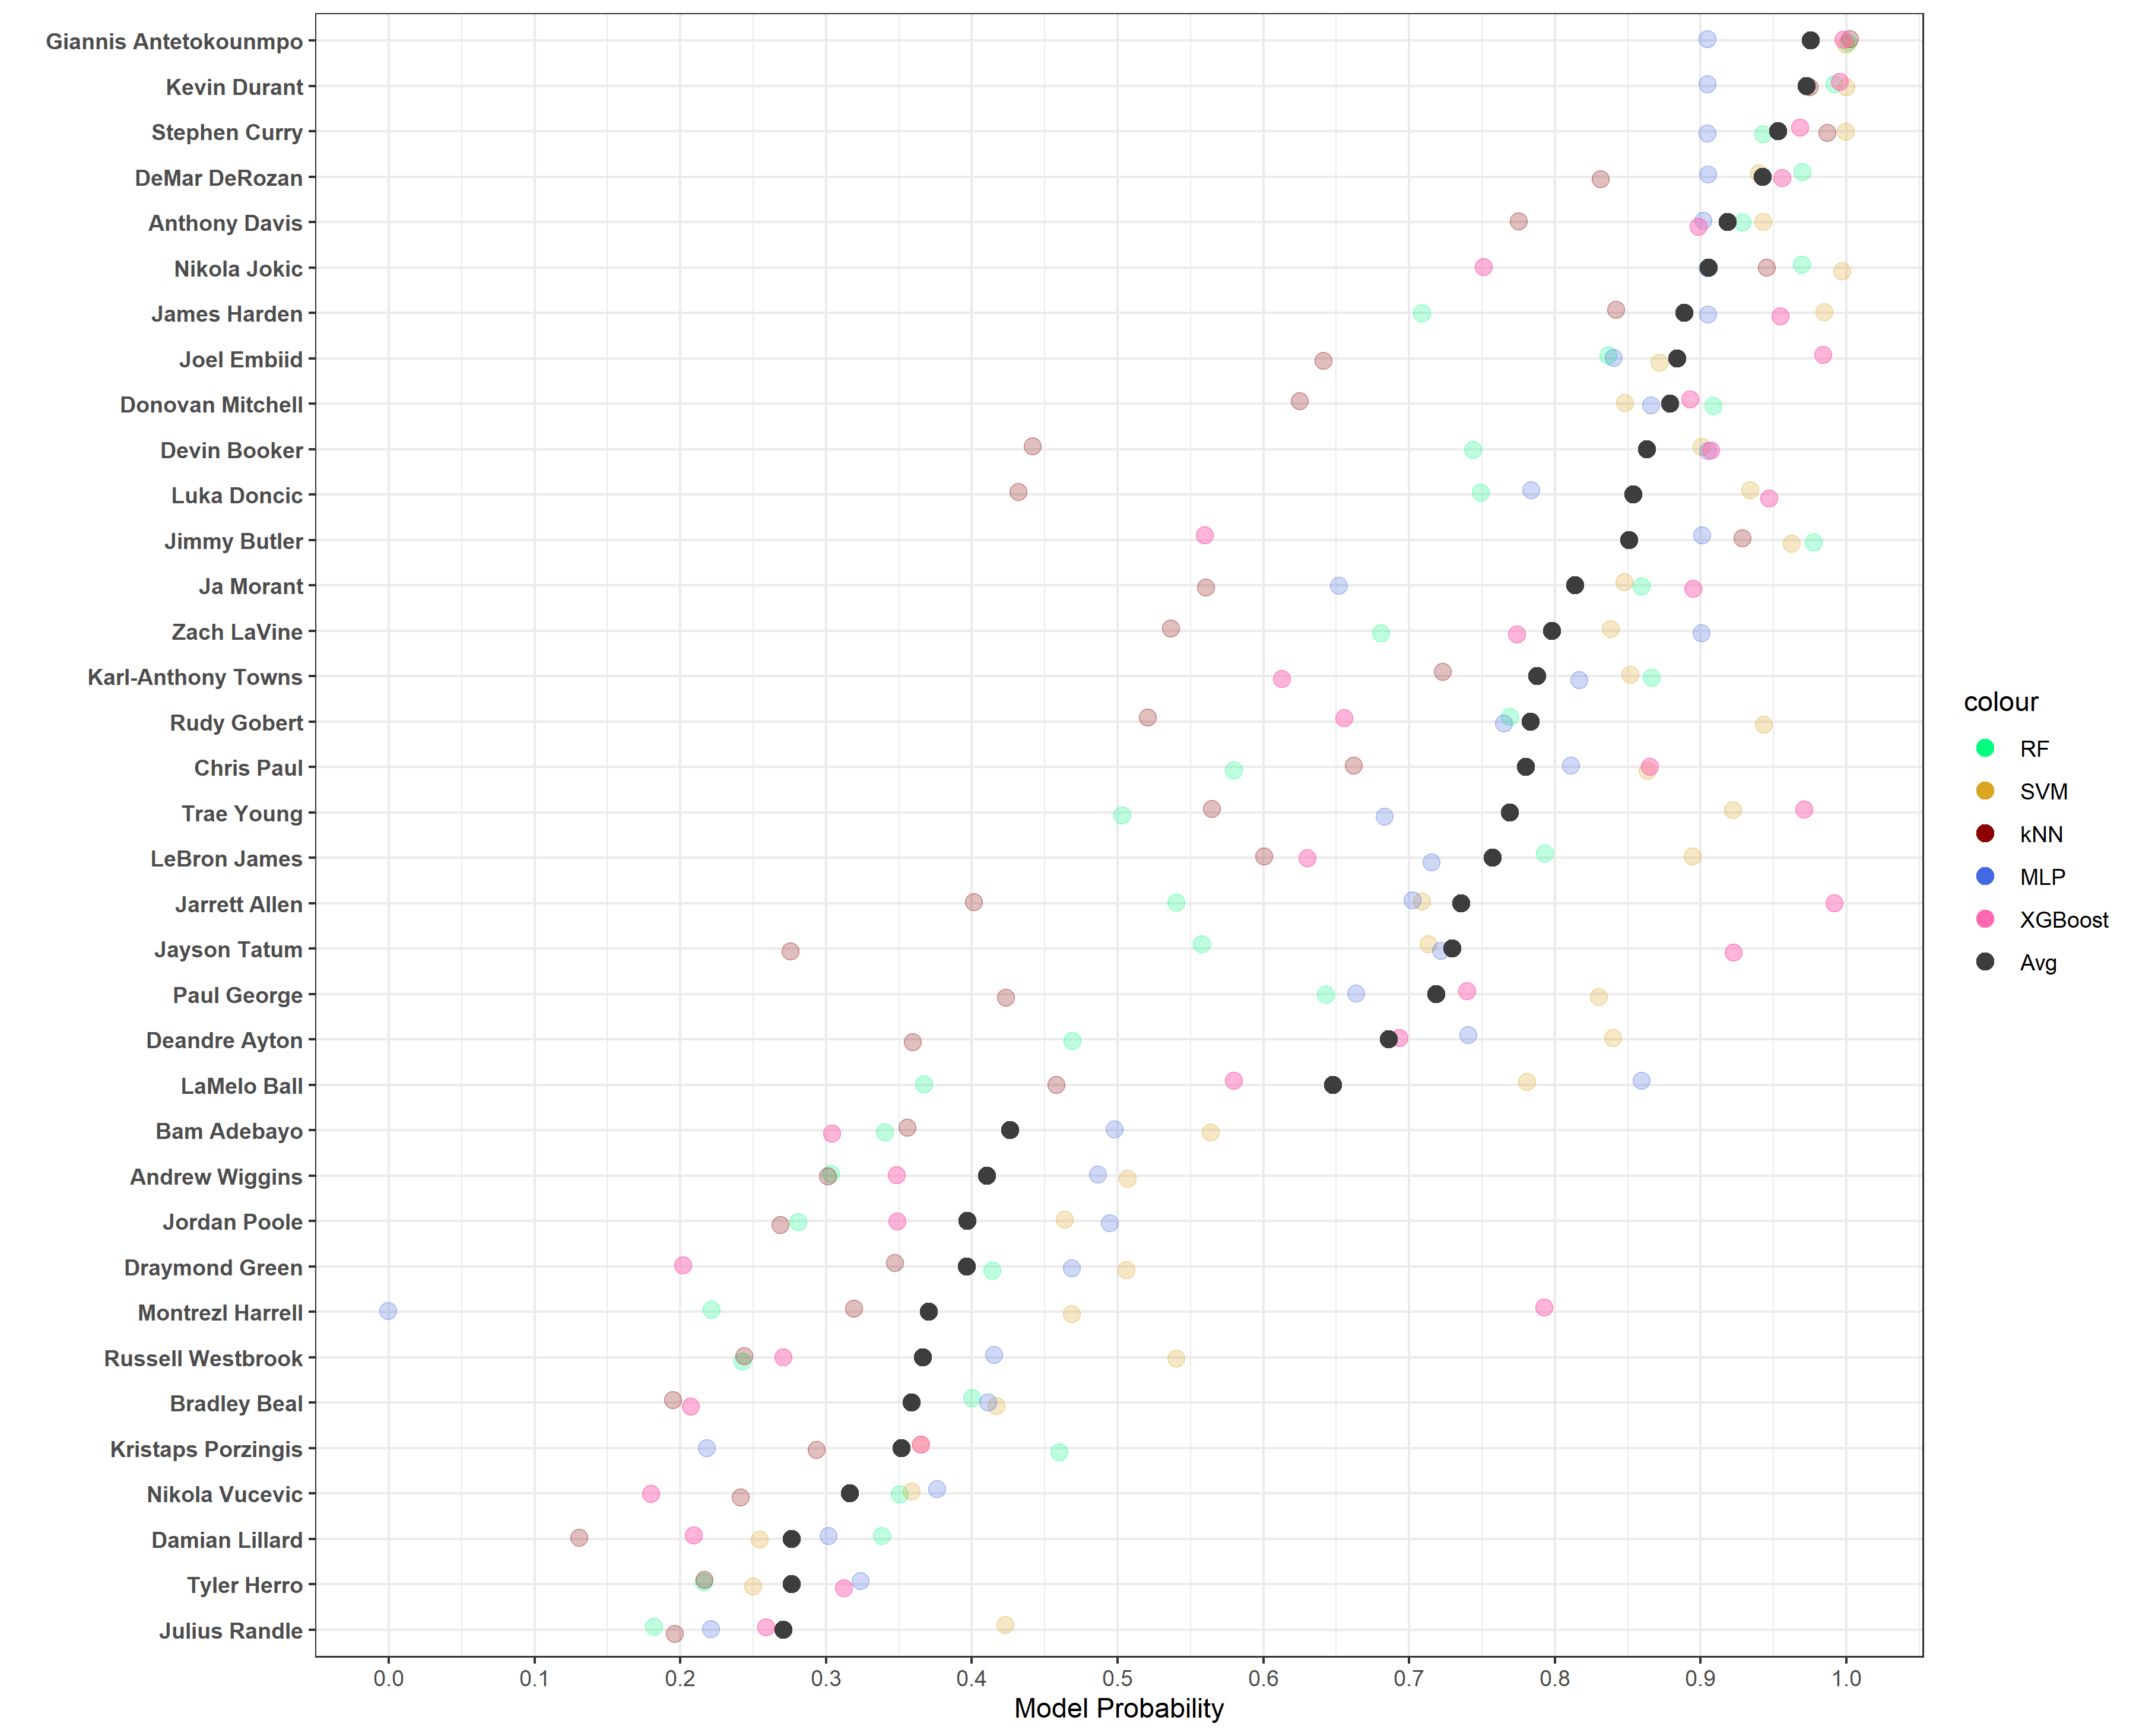 Giannis Antetokounmpo
Kevin Durant
Stephen Curry
DeMar DeRozan
Anthony Davis
Nikola Jokic
James Harden
Joel Embiid
Donovan Mitchell
Devin Booker
Luka Doncic
Jimmy Butler
Ja Morant
Zach LaVine
Karl-Anthony Towns
Rudy Gobert
Chris Paul
Trae Young
LeBron James
Jarrett Allen
Jayson Tatum
Paul George
Deandre Ayton
LaMelo Ball
Bam Adebayo
Andrew Wiggins
Jordan Poole
Draymond Green
Montrezl Harrell
Russell Westbrook
Bradley Beal
Kristaps Porzingis
Nikola Vucevic
Damian Lillard
Tyler Herro
Julius Randle
0.0 0.1 0.2 0.3 0.4 0.5 0.6 0.7 0.8 0.9 1.0
Model Probability
colour
RF
SVM
kNN
MLP
XGBoost
Avg